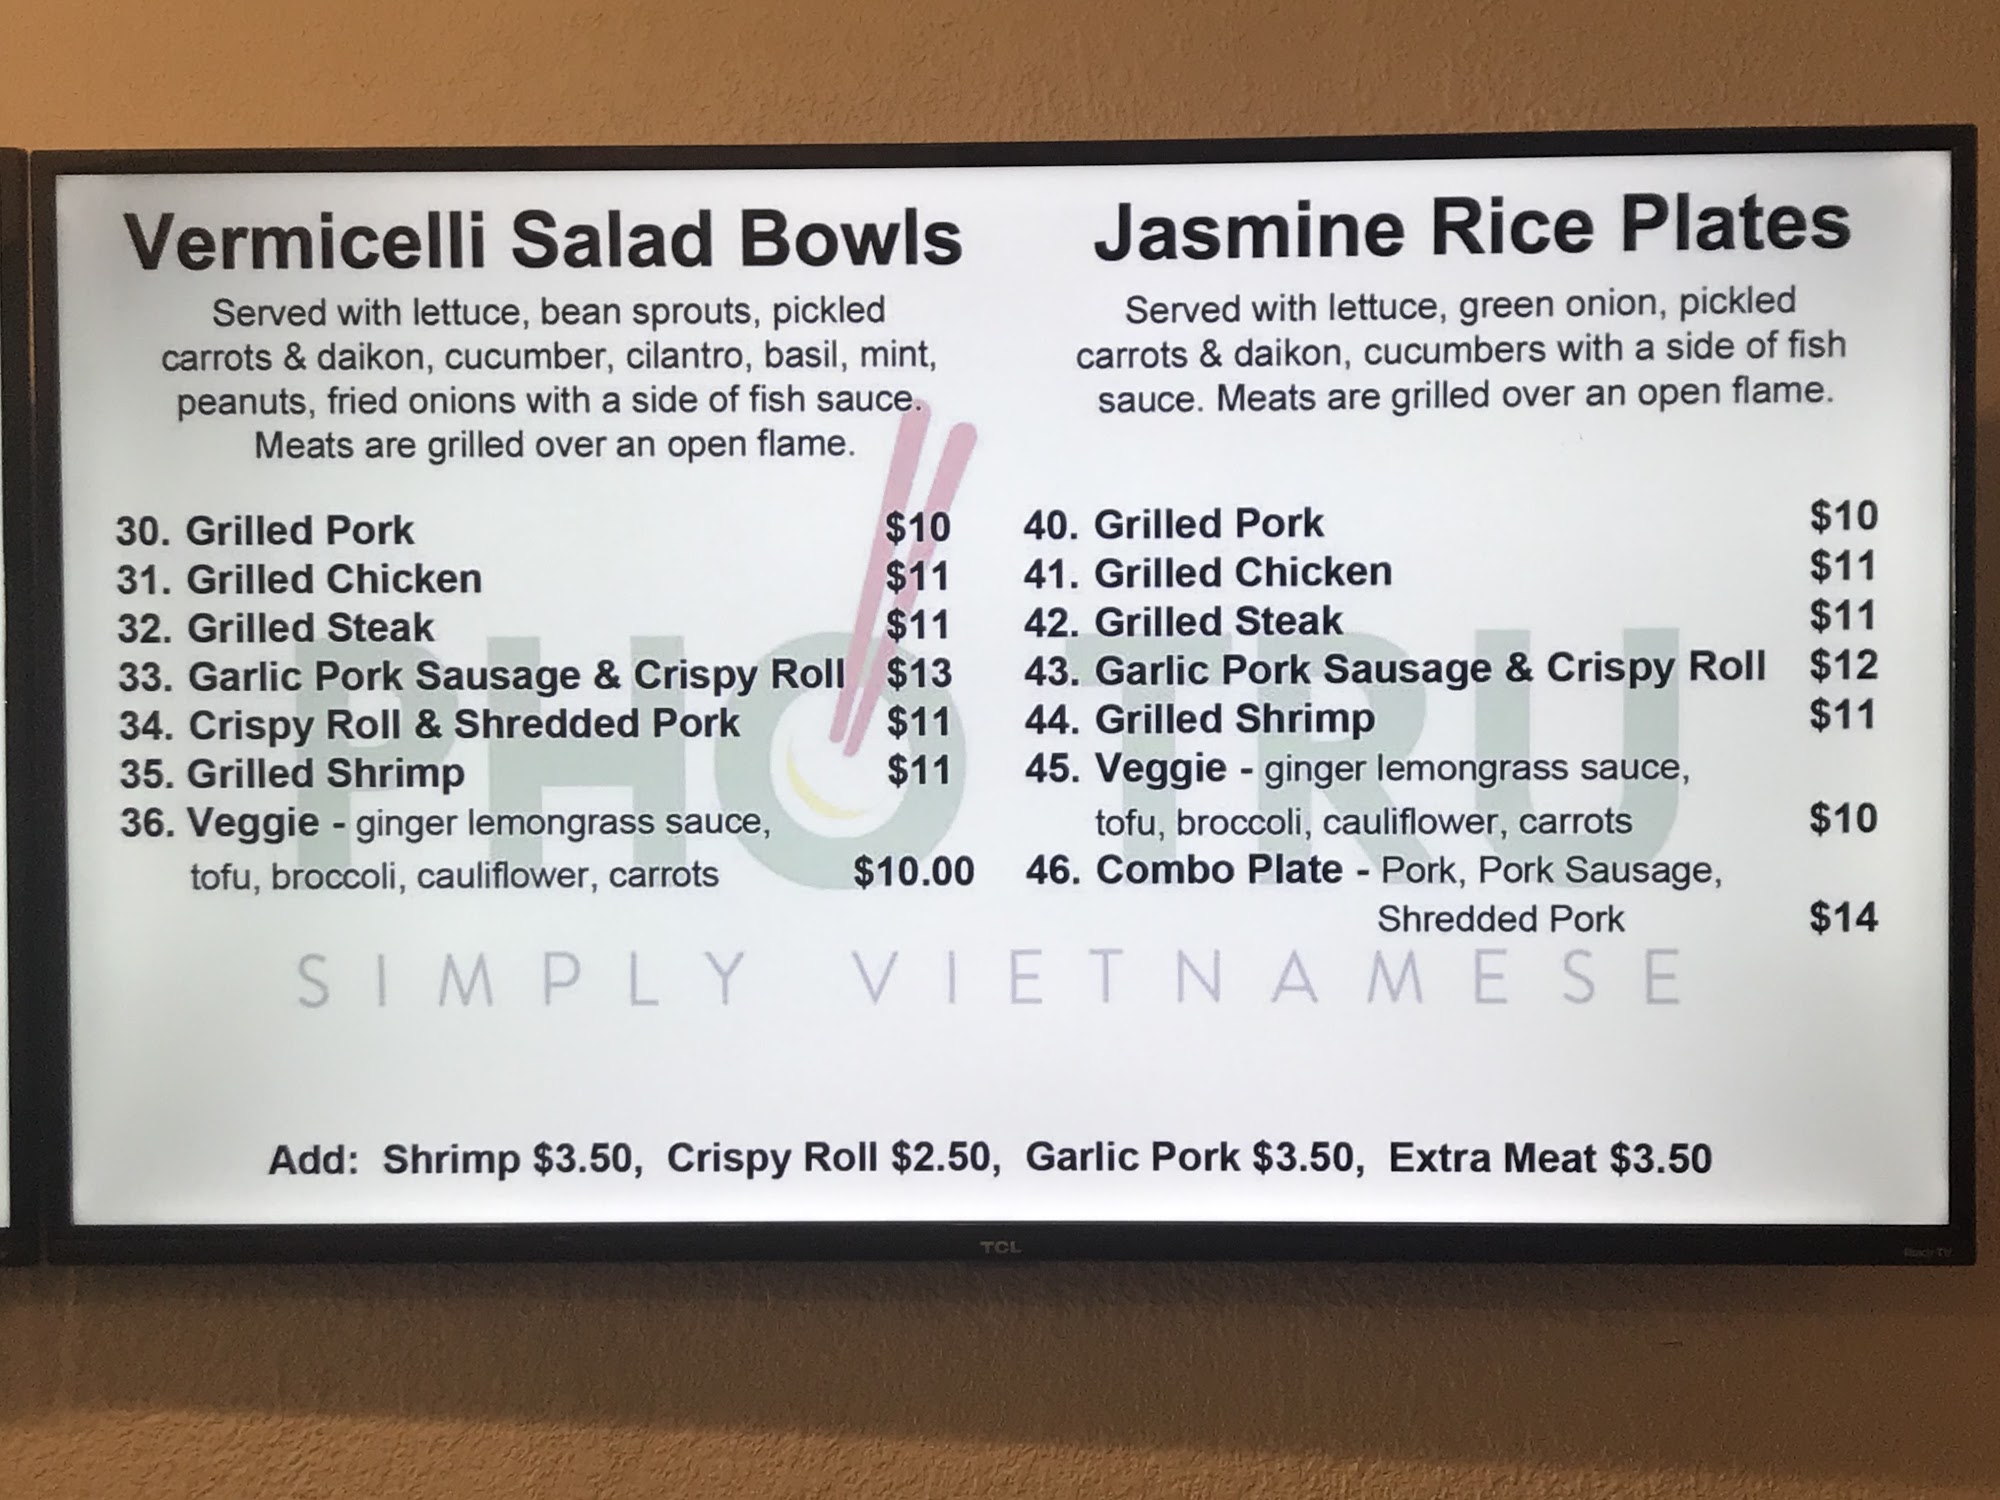 Vermicelli Salad Bowls
Served with lettuce, bean sprouts, pickled
carrots & daikon, cucumber, cilantro, basil, mint,
peanuts, fried onions with a side of fish sauce.
Meats are grilled over an open flame.
30. Grilled Pork $10
31. Grilled Chicken $11
32. Grilled Steak $11
33. Garlic Pork Sausage & Crispy Roll $13
34. Crispy Roll & Shredded Pork $11
35. Grilled Shrimp $11
36. Veggie - ginger lemongrass sauce,
tofu, broccoli, cauliflower, carrots $10.00
Jasmine Rice Plates
Served with lettuce, green onion, pickled
carrots & daikon, cucumbers with a side of fish
sauce. Meats are grilled over an open flame.
40. Grilled Pork $10
41. Grilled Chicken $11
42. Grilled Steak $11
43. Garlic Pork Sausage & Crispy Roll $12
44. Grilled Shrimp $11
45. Veggie - ginger lemongrass sauce,
tofu, broccoli, cauliflower, carrots $10
46. Combo Plate - Pork, Pork Sausage,
Shredded Pork $14
PHO TRU
SIMPLY VIETNAMESE
Add: Shrimp $3.50, Crispy Roll $2.50, Garlic Pork $3.50, Extra Meat $3.50
TCL
Roku TV